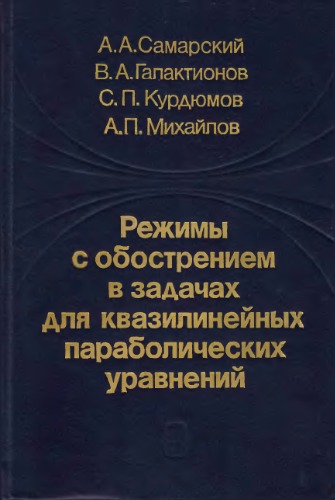 А.А.Самарский
В.А.Галактионов
С.П.Курдюмов
А.П.Михайлов
Режимы
с обострением
в задачах
для квазилинейных
параболических
уравнений